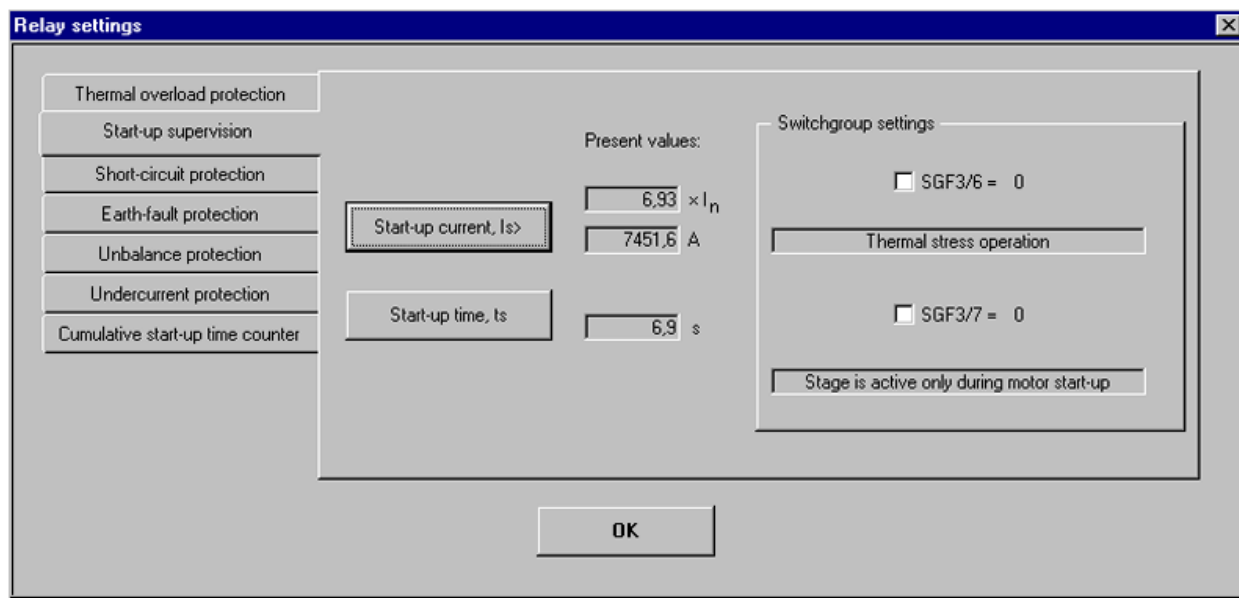 Relay settings
Thermal overload protection
Start-up supervision
Short-circuit protection
Earth-fault protection
Unbalance protection
Undercurrent protection
Cumulative start-up time counter
Present values:
Start-up current, Is>
6,93 × In
7451,6 A
Start-up time, ts
6,9 s
Switchgroup settings
SGF3/6 = 0
Thermal stress operation
SGF3/7 = 0
Stage is active only during motor start-up
OK